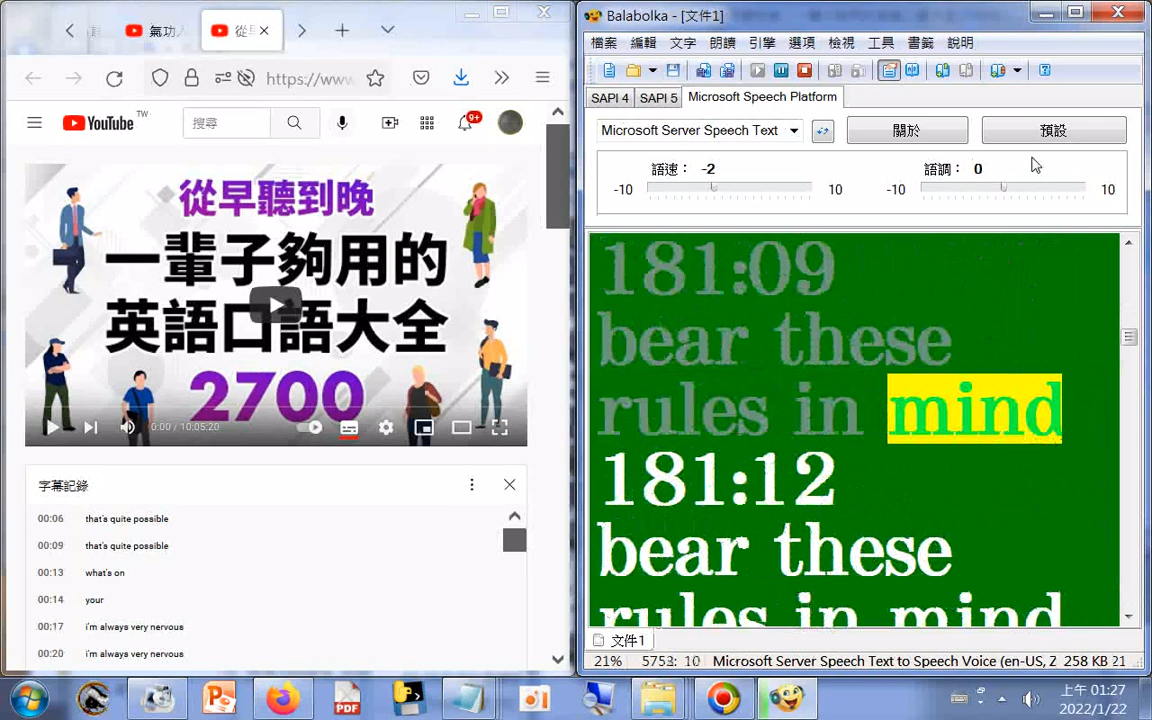 氣功
從
https://www
YouTube TW
搜尋
9+
從早聽到晚
一輩子夠用的
英語口語大全
2700
0:00 / 10:05:20
字幕記錄
00:06 that's quite possible
00:09 that's quite possible
00:13 what's on
00:14 your
00:17 i'm always very nervous
00:20 i'm always very nervous
Balabolka - [文件1]
檔案 編輯 文字 朗讀 引擎 選項 檢視 工具 書籤 說明
SAPI 4 SAPI 5 Microsoft Speech Platform
Microsoft Server Speech Text 關於 預設
語速： -2 語調： 0
-10 10 -10 10
181:09
bear these
rules in mind
181:12
bear these
rules in mind
文件1
21% 5753: 10 Microsoft Server Speech Text to Speech Voice (en-US, Z 258 KB 21
PDF
上午 01:27
2022/1/22